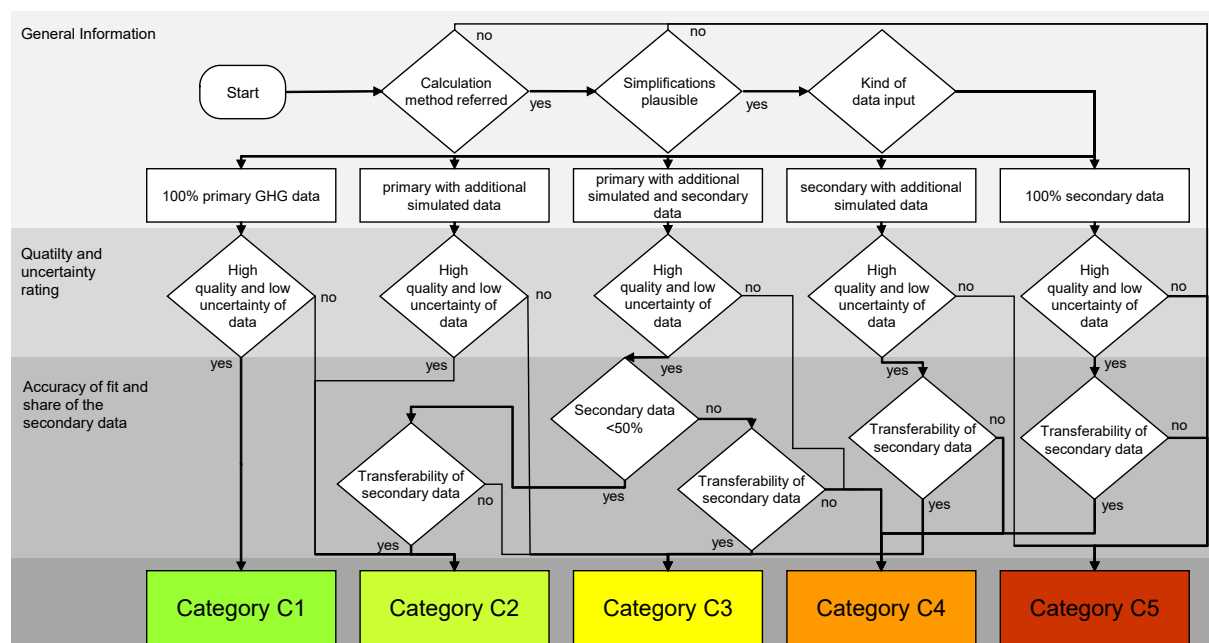 General Information
no
no
Start
Calculation
method referred
yes
Simplifications
plausible
yes
Kind of
data input
100% primary GHG data
primary with additional
simulated data
primary with additional
simulated and secondary
data
secondary with additional
simulated data
100% secondary data
Quatilty and
uncertainty
rating
High
quality and low
uncertainty of
data
no
yes
High
quality and low
uncertainty of
data
no
yes
High
quality and low
uncertainty of
data
no
yes
High
quality and low
uncertainty of
data
no
yes
High
quality and low
uncertainty of
data
no
yes
Accuracy of fit and
share of the
secondary data
Secondary data
<50%
no
yes
Transferability of
secondary data
no
yes
Transferability of
secondary data
no
yes
Transferability of
secondary data
no
yes
Transferability of
secondary data
no
yes
Category C1
Category C2
Category C3
Category C4
Category C5